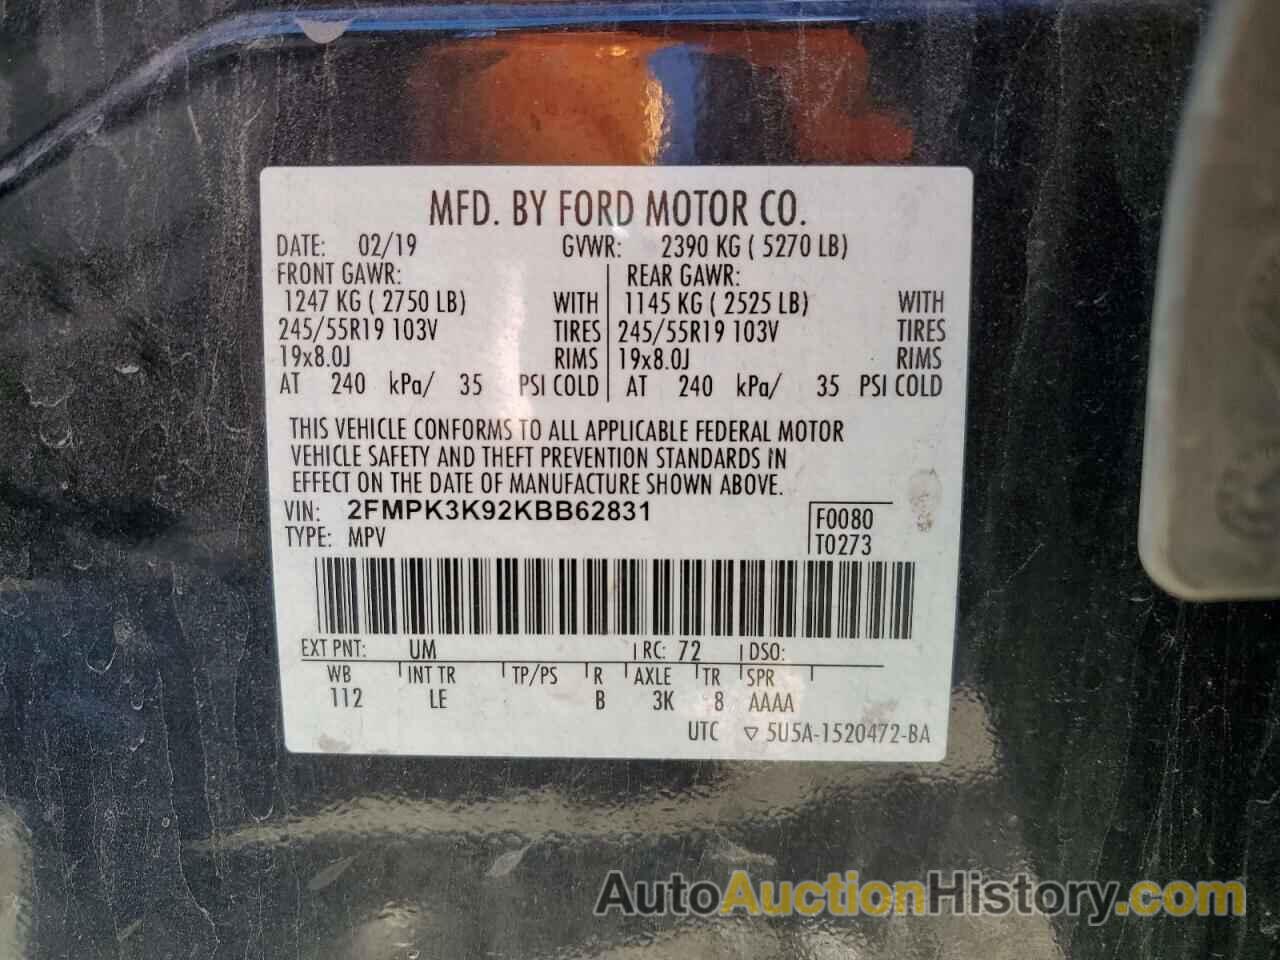 MFD. BY FORD MOTOR CO.
DATE: 02/19 GVWR: 2390 KG ( 5270 LB)
FRONT GAWR: REAR GAWR:
1247 KG ( 2750 LB) WITH 1145 KG ( 2525 LB) WITH
245/55R19 103V TIRES 245/55R19 103V TIRES
19x8.0J RIMS 19x8.0J RIMS
AT 240 kPa/ 35 PSI COLD AT 240 kPa/ 35 PSI COLD
THIS VEHICLE CONFORMS TO ALL APPLICABLE FEDERAL MOTOR
VEHICLE SAFETY AND THEFT PREVENTION STANDARDS IN
EFFECT ON THE DATE OF MANUFACTURE SHOWN ABOVE.
VIN: 2FMPK3K92KBB62831 F0080
TYPE: MPV T0273
EXT PNT: UM RC: 72 DSO:
WB INT TR TP/PS R AXLE TR SPR
112 LE B 3K 8 AAAA
UTC ▽ 5U5A-1520472-BA
AutoAuctionHistory.com